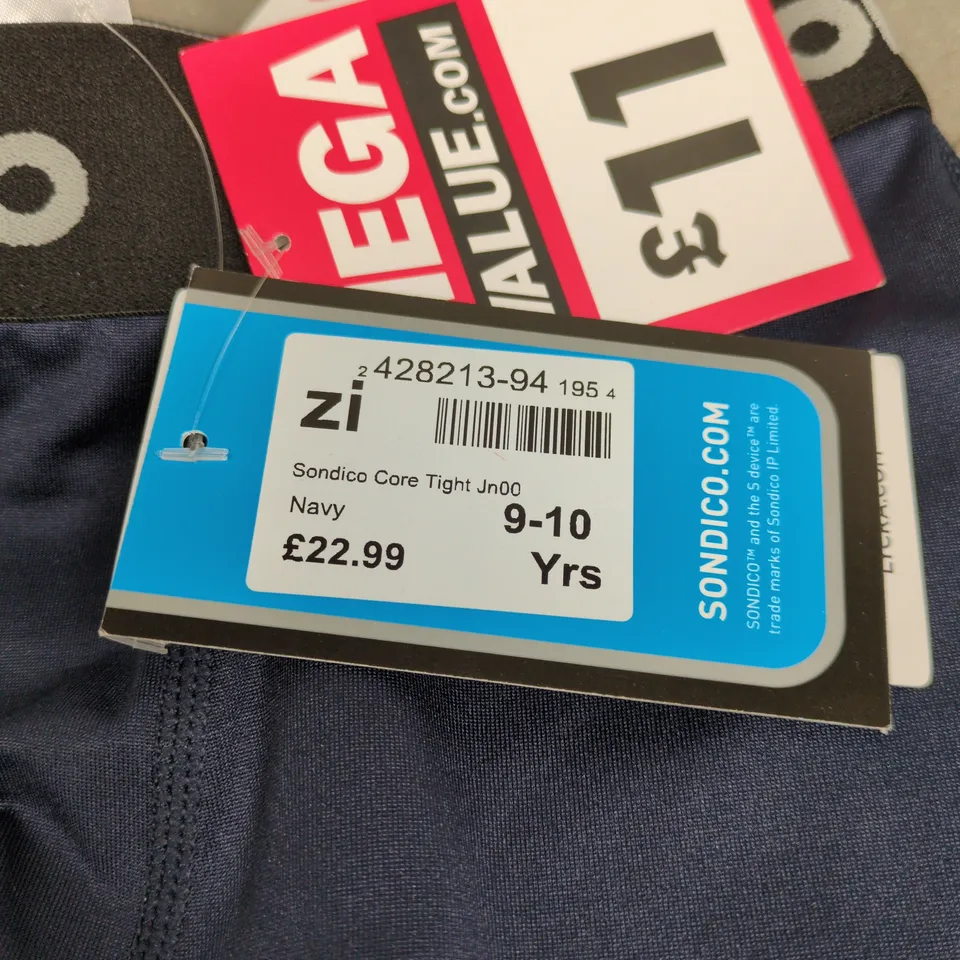 MEGA
VALUE.COM
£11
2 428213-94 195 4
zi
Sondico Core Tight Jn00
Navy
9-10
Yrs
£22.99
SONDICO.COM
SONDICO™ and the S device™ are
trade marks of Sondico IP Limited.